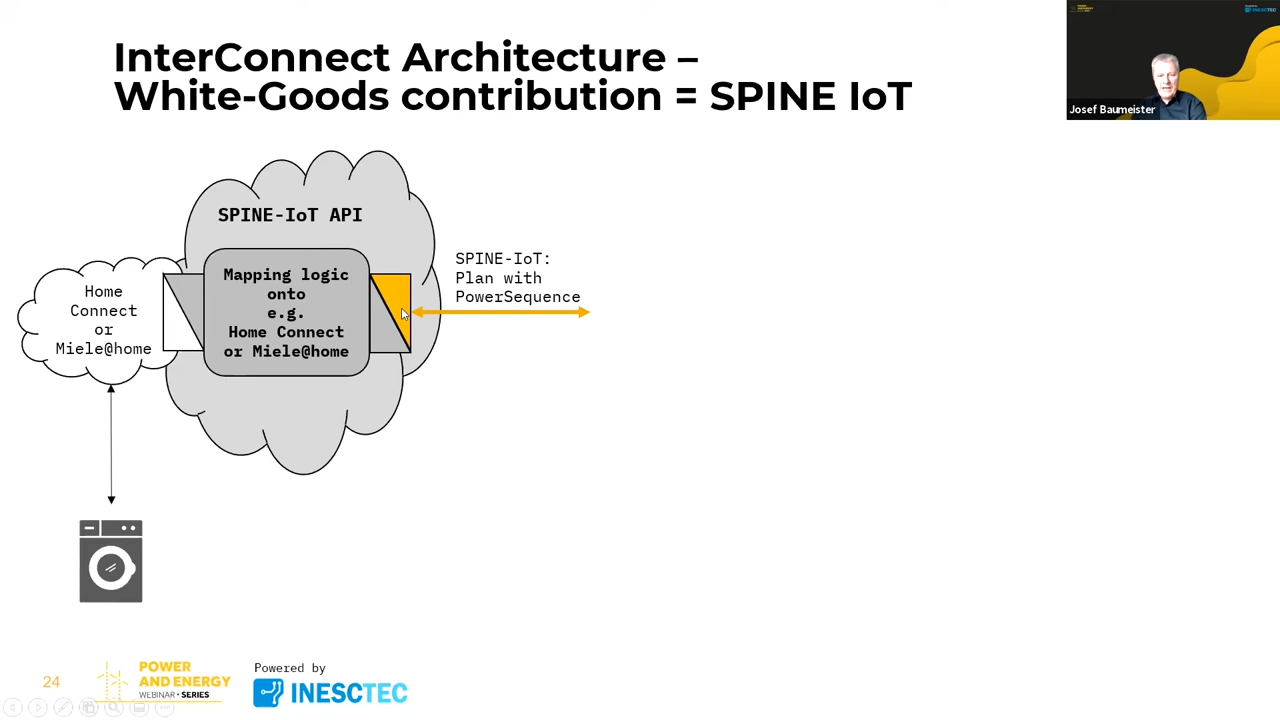 InterConnect Architecture –
White-Goods contribution = SPINE IoT
INESCTEC
Josef Baumeister
SPINE-IoT API
Mapping logic
onto
e.g.
Home Connect
or Miele@home
Home
Connect
or
Miele@home
SPINE-IoT:
Plan with
PowerSequence
24
POWER
AND ENERGY
WEBINAR • SERIES
Powered by
INESCTEC